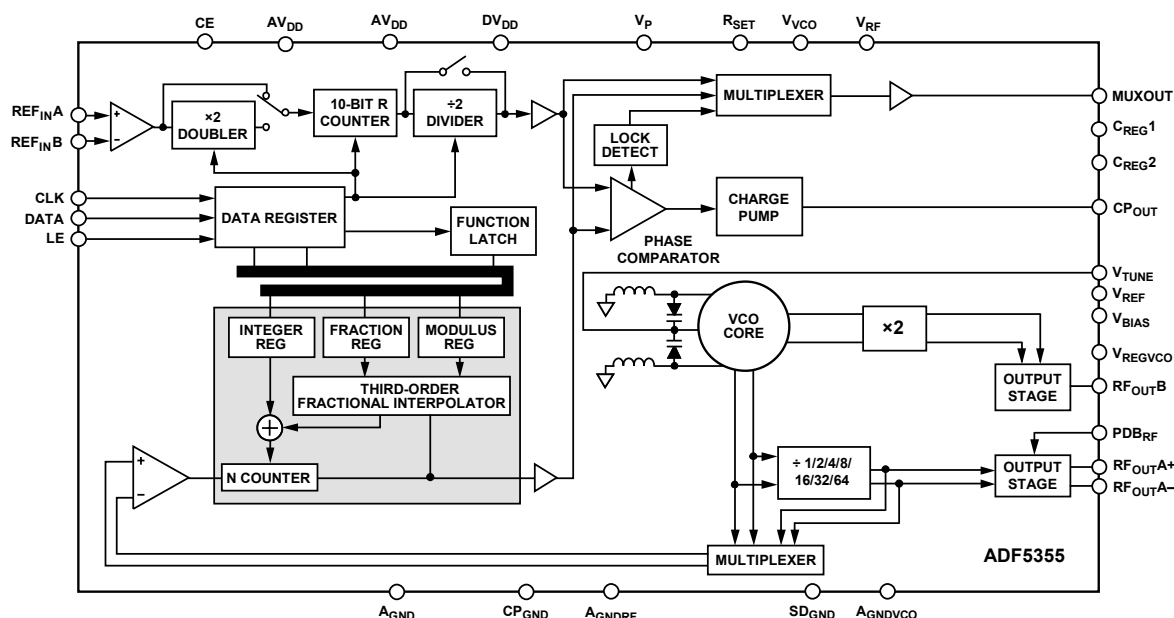 CE
AVDD
AVDD
DVDD
VP
RSET
VVCO
VRF
REFINA
REFINB
×2
DOUBLER
10-BIT R
COUNTER
÷2
DIVIDER
MULTIPLEXER
MUXOUT
LOCK
DETECT
CREG1
CREG2
CLK
DATA
LE
DATA REGISTER
FUNCTION
LATCH
CHARGE
PUMP
CPOUT
PHASE
COMPARATOR
VTUNE
VREF
VBIAS
VREGVCO
INTEGER
REG
FRACTION
REG
MODULUS
REG
VCO
CORE
×2
THIRD-ORDER
FRACTIONAL INTERPOLATOR
OUTPUT
STAGE
RFOUTB
PDBRF
+
−
+
−
N COUNTER
÷ 1/2/4/8/
16/32/64
OUTPUT
STAGE
RFOUTA+
RFOUTA−
MULTIPLEXER
ADF5355
AGND
CPGND
AGNDRF
SDGND
AGNDVCO